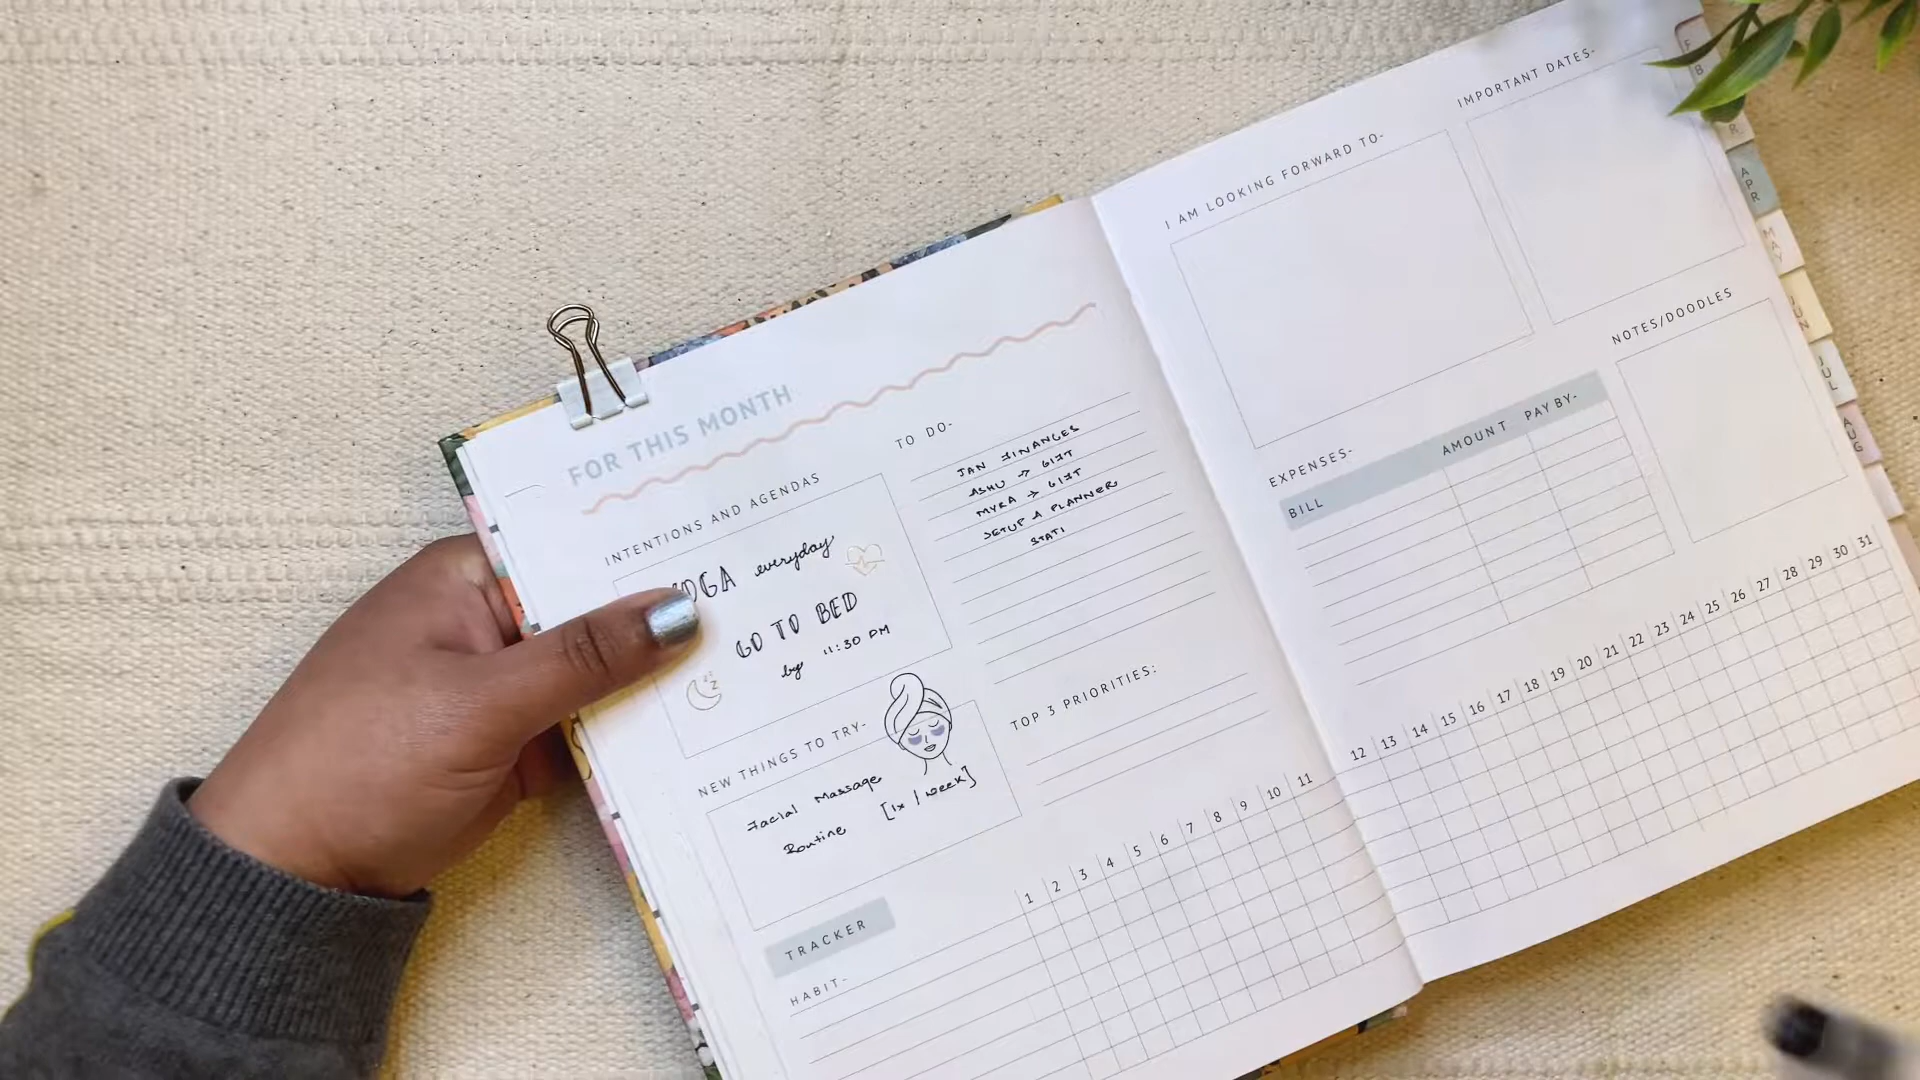 FOR THIS MONTH
INTENTIONS AND AGENDAS
YOGA everyday
GO TO BED
by 11:30 PM
NEW THINGS TO TRY-
Facial Massage
Routine [1x / week]
TO DO-
JAN FINANCES
ASHU → GIFT
MYRA → GIFT
SETUP A PLANNER
STATI
TOP 3 PRIORITIES:
TRACKER
HABIT-
1 2 3 4 5 6 7 8 9 10 11
I AM LOOKING FORWARD TO-
IMPORTANT DATES-
EXPENSES-
BILL AMOUNT PAY BY-
NOTES/DOODLES
12 13 14 15 16 17 18 19 20 21 22 23 24 25 26 27 28 29 30 31
APR
MAY
JUN
JUL
AUG